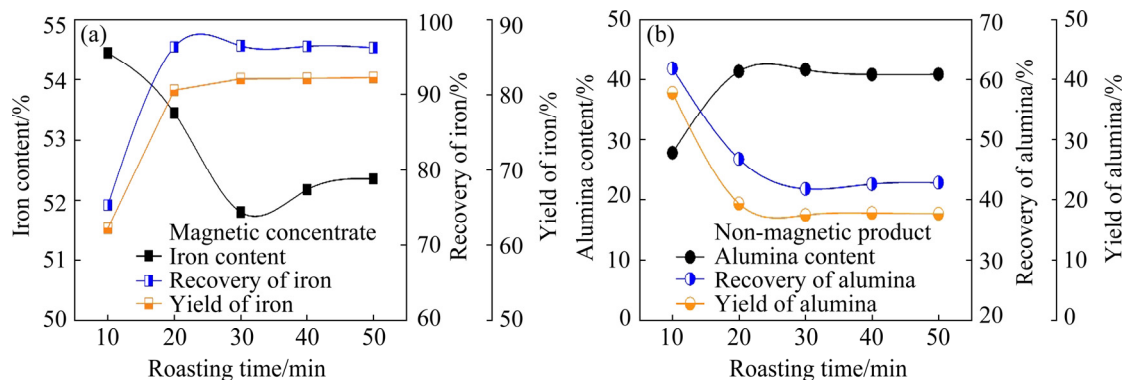 (a)
Iron content/%
55
54
53
52
51
50
10 20 30 40 50
Roasting time/min
Magnetic concentrate
Iron content
Recovery of iron
Yield of iron
100
90
80
72
60
Recovery of iron/%
90
80
70
60
50
Yield of iron/%
(b)
Alumina content/%
50
40
30
20
10
0
10 20 30 40 50
Roasting time/min
Non-magnetic product
Alumina content
Recovery of alumina
Yield of alumina
70
60
50
40
30
20
Recovery of alumina/%
50
40
30
20
10
0
Yield of alumina/%